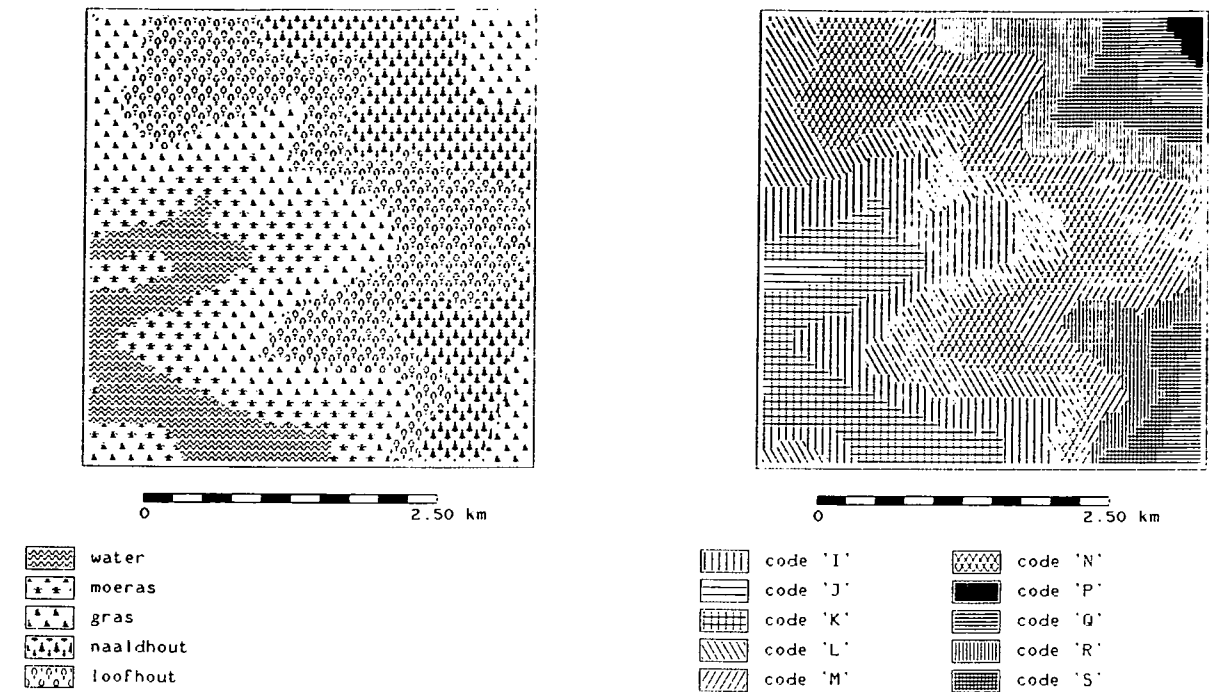 0 2.50 km
water
moeras
gras
naaldhout
loofhout
0 2.50 km
code 'I'
code 'J'
code 'K'
code 'L'
code 'M'
code 'N'
code 'P'
code 'Q'
code 'R'
code 'S'